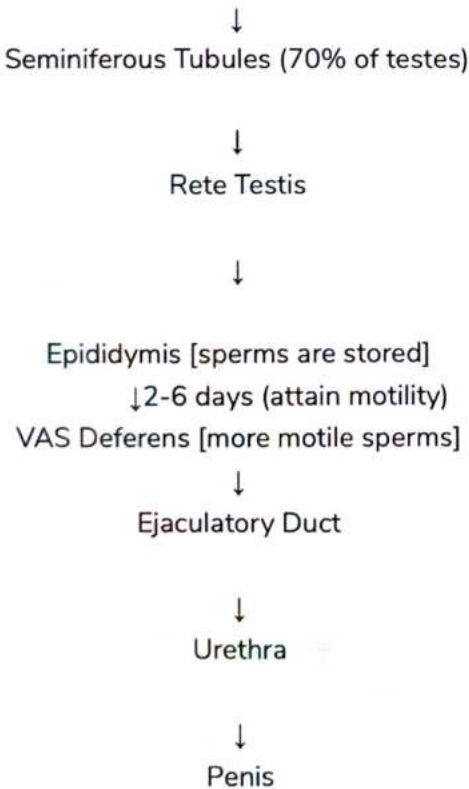 ↓
Seminiferous Tubules (70% of testes)
↓
Rete Testis
↓
Epididymis [sperms are stored]
↓2-6 days (attain motility)
VAS Deferens [more motile sperms]
↓
Ejaculatory Duct
↓
Urethra
↓
Penis